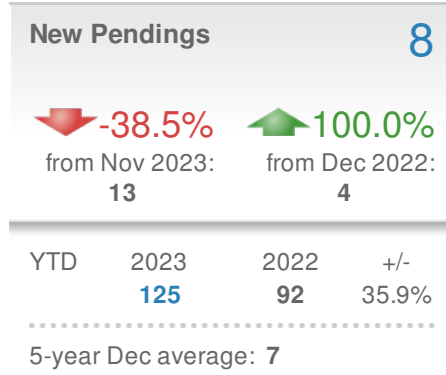 New Pendings 8
-38.5% 100.0%
from Nov 2023: from Dec 2022:
13 4
YTD 2023 2022 +/-
125 92 35.9%
5-year Dec average: 7